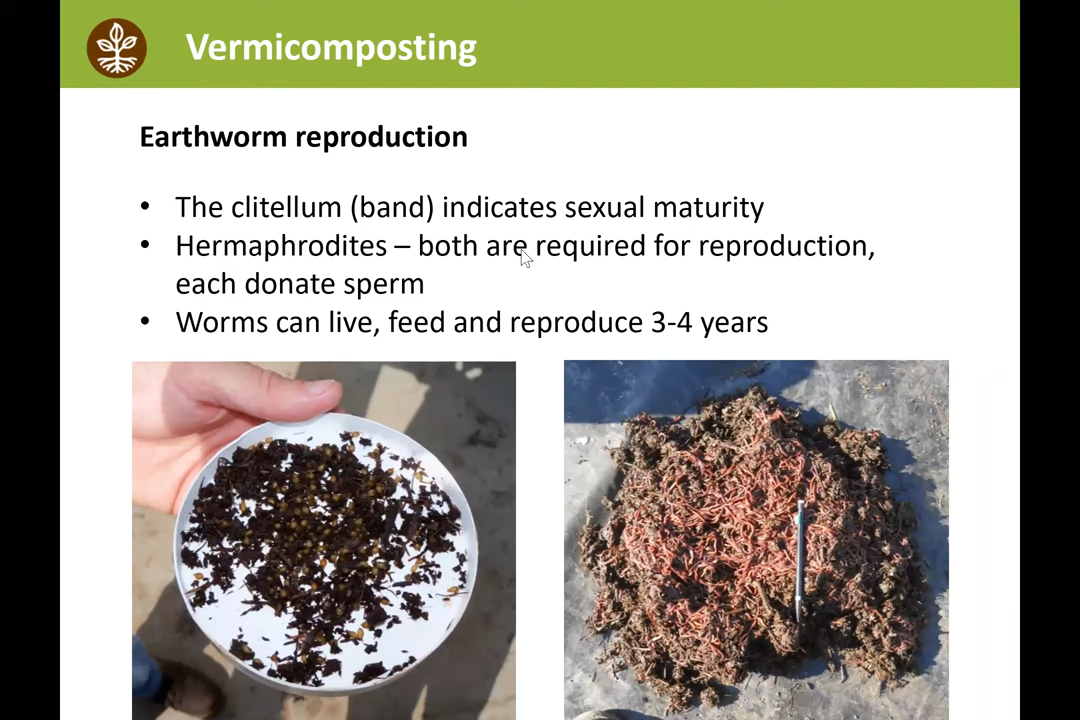 Vermicomposting
Earthworm reproduction
• The clitellum (band) indicates sexual maturity
• Hermaphrodites – both are required for reproduction,
each donate sperm
• Worms can live, feed and reproduce 3-4 years